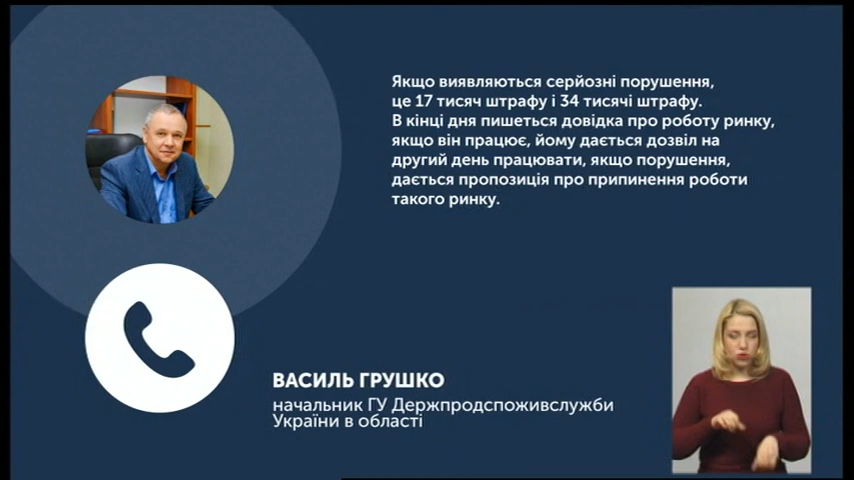 Якщо виявляються серйозні порушення,
це 17 тисяч штрафу і 34 тисячі штрафу.
В кінці дня пишеться довідка про роботу ринку,
якщо він працює, йому дається дозвіл на
другий день працювати, якщо порушення,
дається пропозиція про припинення роботи
такого ринку.
ВАСИЛЬ ГРУШКО
начальник ГУ Держпродспоживслужби
України в області